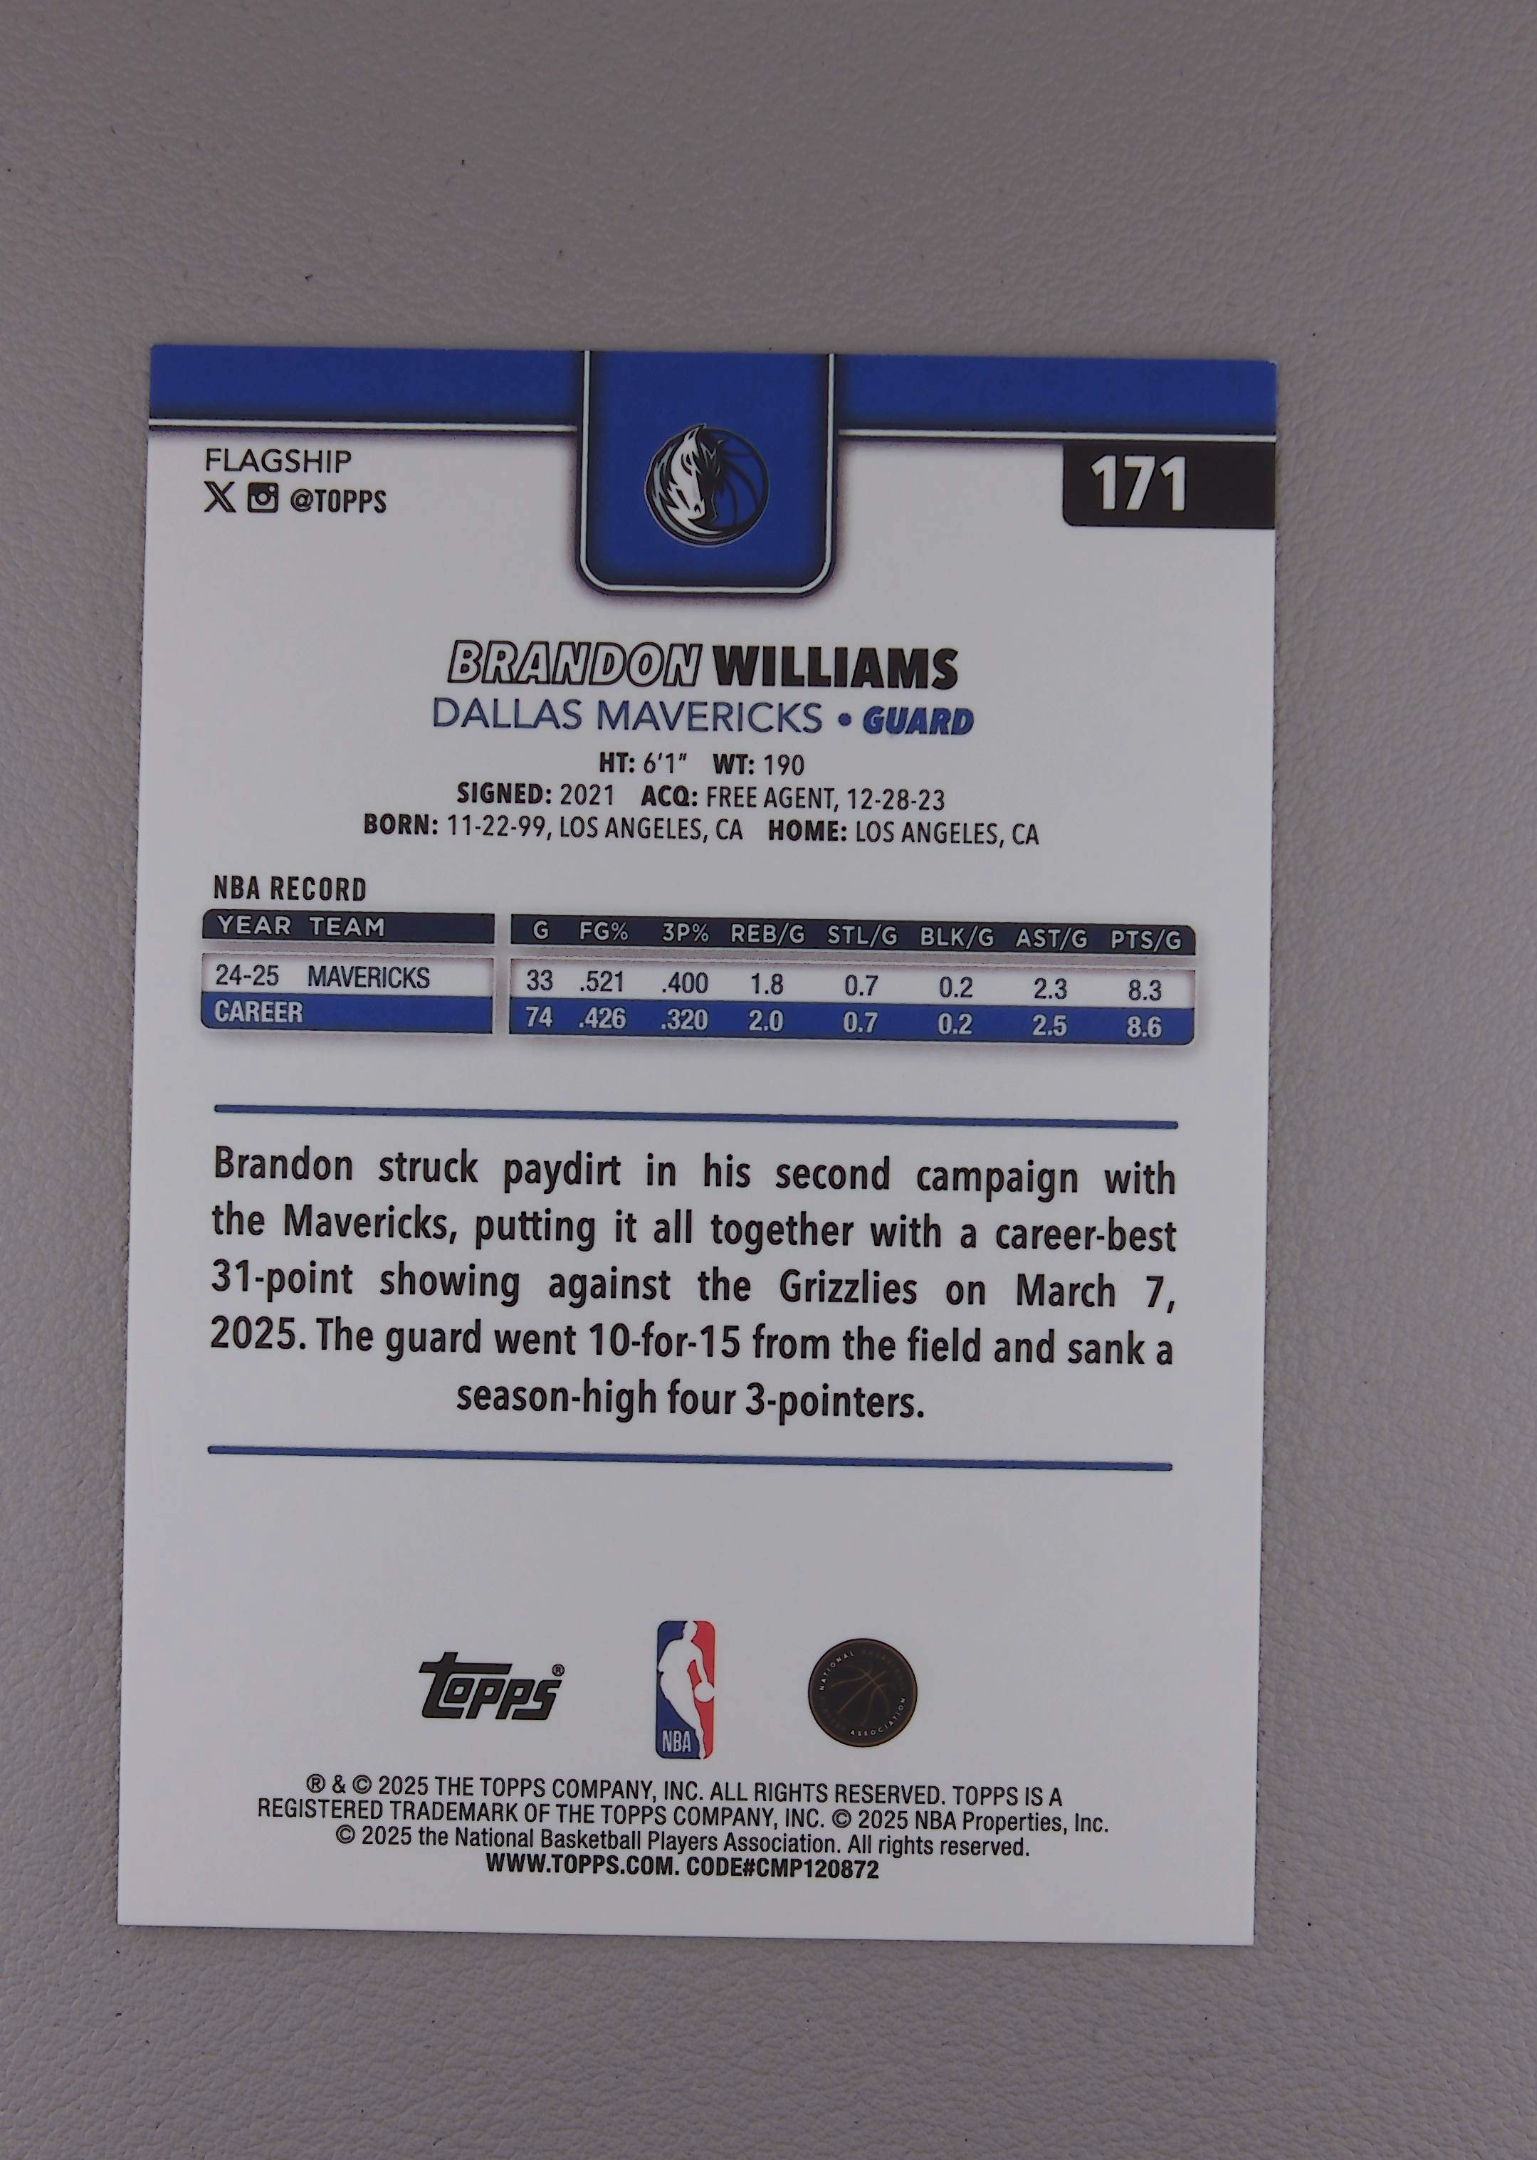 FLAGSHIP
171
X @TOPPS
BRANDON WILLIAMS
DALLAS MAVERICKS • GUARD
HT: 6'1" WT: 190
SIGNED: 2021 ACQ: FREE AGENT, 12-28-23
BORN: 11-22-99, LOS ANGELES, CA HOME: LOS ANGELES, CA
NBA RECORD
YEAR TEAM G FG% 3P% REB/G STL/G BLK/G AST/G PTS/G
24-25 MAVERICKS 33 .521 .400 1.8 0.7 0.2 2.3 8.3
CAREER 74 .426 .320 2.0 0.7 0.2 2.5 8.6
Brandon struck paydirt in his second campaign with
the Mavericks, putting it all together with a career-best
31-point showing against the Grizzlies on March 7,
2025. The guard went 10-for-15 from the field and sank a
season-high four 3-pointers.
topps®
NBA
NATIONAL
ASSOCIATION
® & © 2025 THE TOPPS COMPANY, INC. ALL RIGHTS RESERVED. TOPPS IS A
REGISTERED TRADEMARK OF THE TOPPS COMPANY, INC. © 2025 NBA Properties, Inc.
© 2025 the National Basketball Players Association. All rights reserved.
WWW.TOPPS.COM. CODE#CMP120872